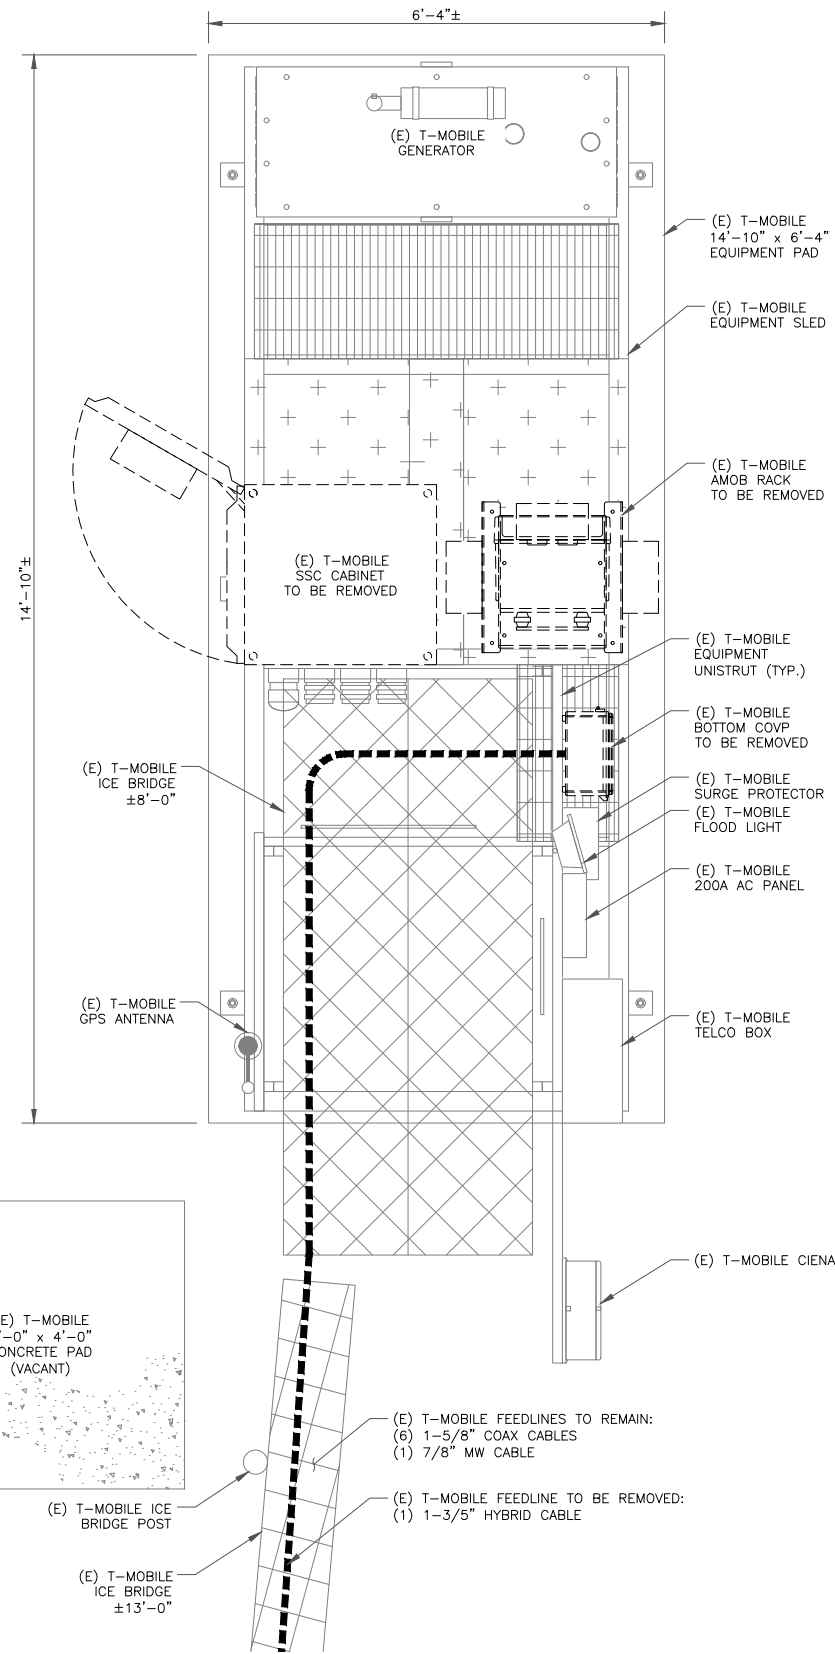 6'-4"±
(E) T-MOBILE
GENERATOR
(E) T-MOBILE
14'-10" x 6'-4"
EQUIPMENT PAD
(E) T-MOBILE
EQUIPMENT SLED
(E) T-MOBILE
AMOB RACK
TO BE REMOVED
(E) T-MOBILE
SSC CABINET
TO BE REMOVED
14'-10"±
(E) T-MOBILE
EQUIPMENT
UNISTRUT (TYP.)
(E) T-MOBILE
BOTTOM COVP
TO BE REMOVED
(E) T-MOBILE
ICE BRIDGE
±8'-0"
(E) T-MOBILE
SURGE PROTECTOR
(E) T-MOBILE
FLOOD LIGHT
(E) T-MOBILE
200A AC PANEL
(E) T-MOBILE
GPS ANTENNA
(E) T-MOBILE
TELCO BOX
(E) T-MOBILE CIENA
E) T-MOBILE
'-0" x 4'-0"
ONCRETE PAD
(VACANT)
(E) T-MOBILE FEEDLINES TO REMAIN:
(6) 1-5/8" COAX CABLES
(1) 7/8" MW CABLE
(E) T-MOBILE FEEDLINE TO BE REMOVED:
(1) 1-3/5" HYBRID CABLE
(E) T-MOBILE ICE
BRIDGE POST
(E) T-MOBILE
ICE BRIDGE
±13'-0"